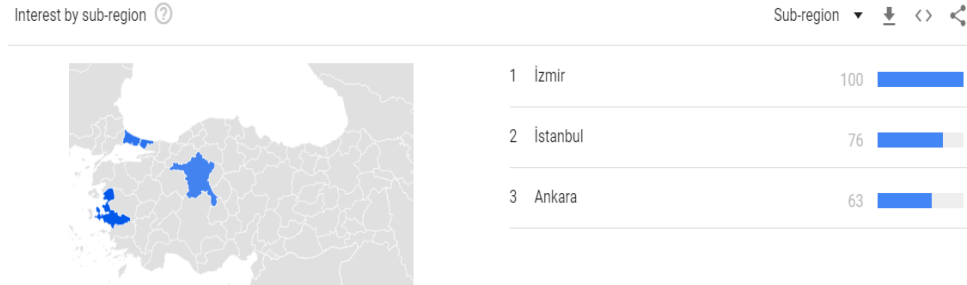 Interest by sub-region ?
Sub-region
1 İzmir 100
2 İstanbul 76
3 Ankara 63